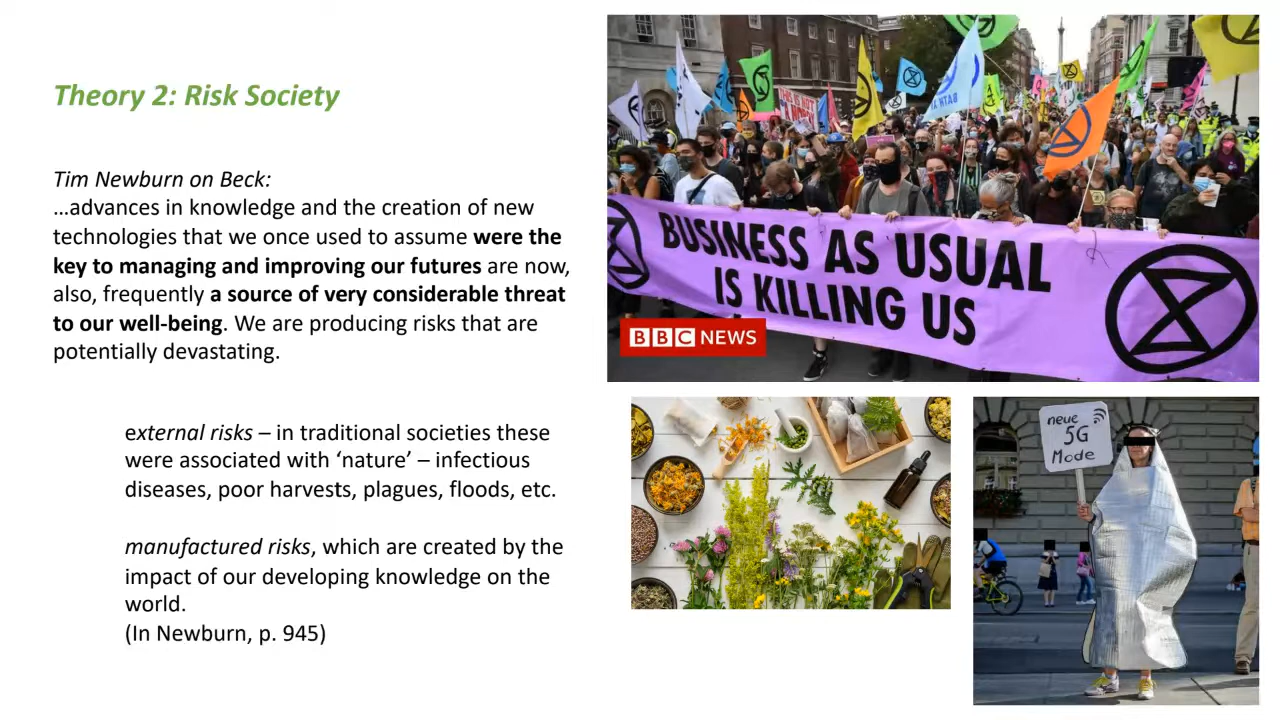 Theory 2: Risk Society
Tim Newburn on Beck:
…advances in knowledge and the creation of new
technologies that we once used to assume were the
key to managing and improving our futures are now,
also, frequently a source of very considerable threat
to our well-being. We are producing risks that are
potentially devastating.
external risks – in traditional societies these
were associated with ‘nature’ – infectious
diseases, poor harvests, plagues, floods, etc.
manufactured risks, which are created by the
impact of our developing knowledge on the
world.
(In Newburn, p. 945)
BUSINESS AS USUAL
IS KILLING US
BBC NEWS
neue
5G
Mode